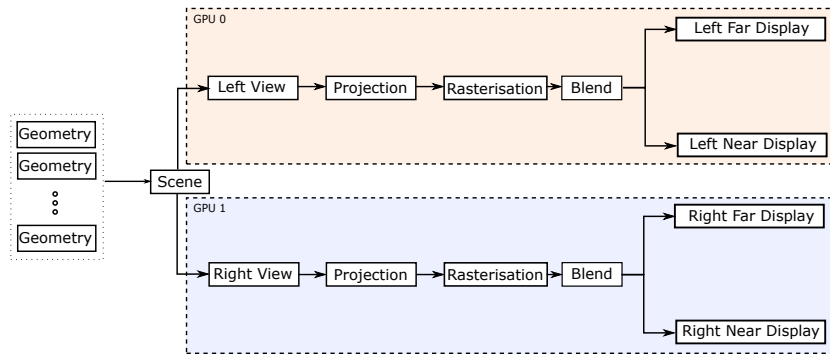 GPU 0
Left Far Display
Left View
Projection
Rasterisation
Blend
Left Near Display
Geometry
Geometry
Geometry
Scene
GPU 1
Right Far Display
Right View
Projection
Rasterisation
Blend
Right Near Display